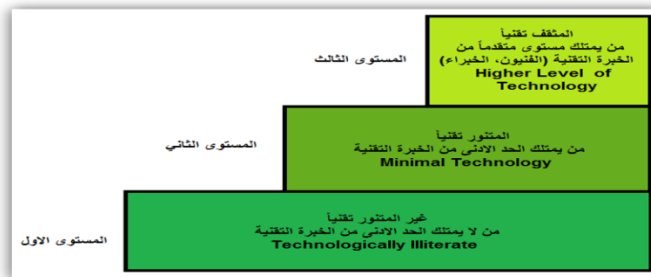 المثقف تقنياً
من يمتلك مستوى متقدماً من
الخبرة التقنية (الفنيون، الخبراء)
Higher Level of
Technology
المستوى الثالث
المتنور تقنياً
من يمتلك الحد الادنى من الخبرة التقنية
Minimal Technology
المستوى الثاني
غير المتنور تقنياً
من لا يمتلك الحد الادنى من الخبرة التقنية
Technologically Illiterate
المستوى الاول